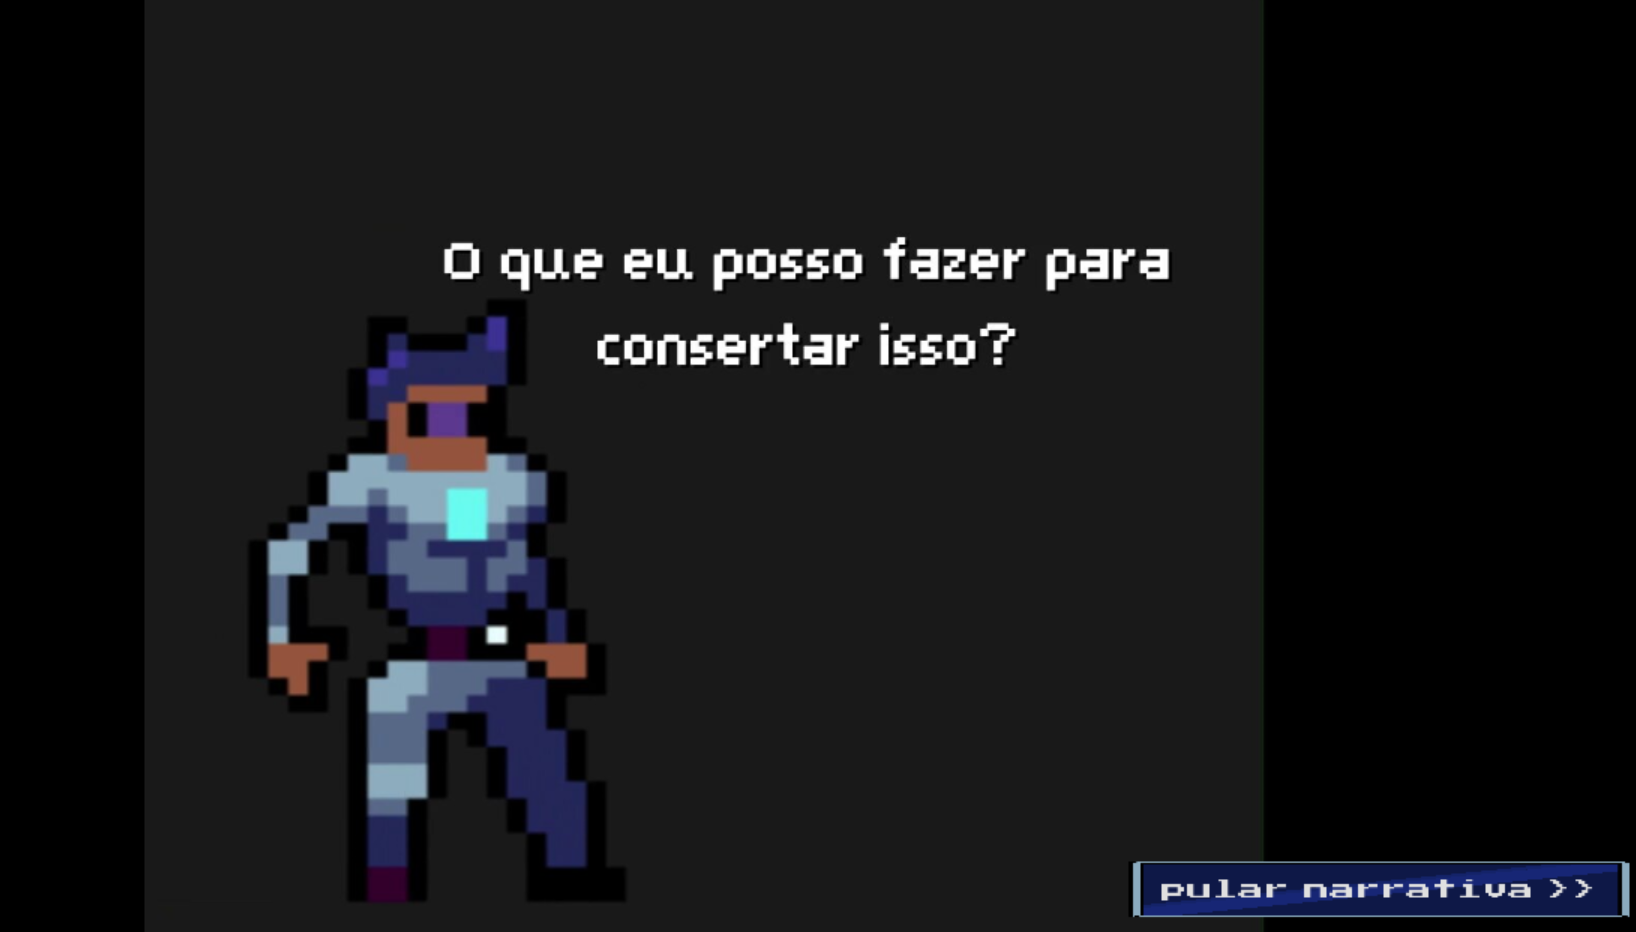 O que eu posso fazer para
consertar isso?
pular narrativa >>